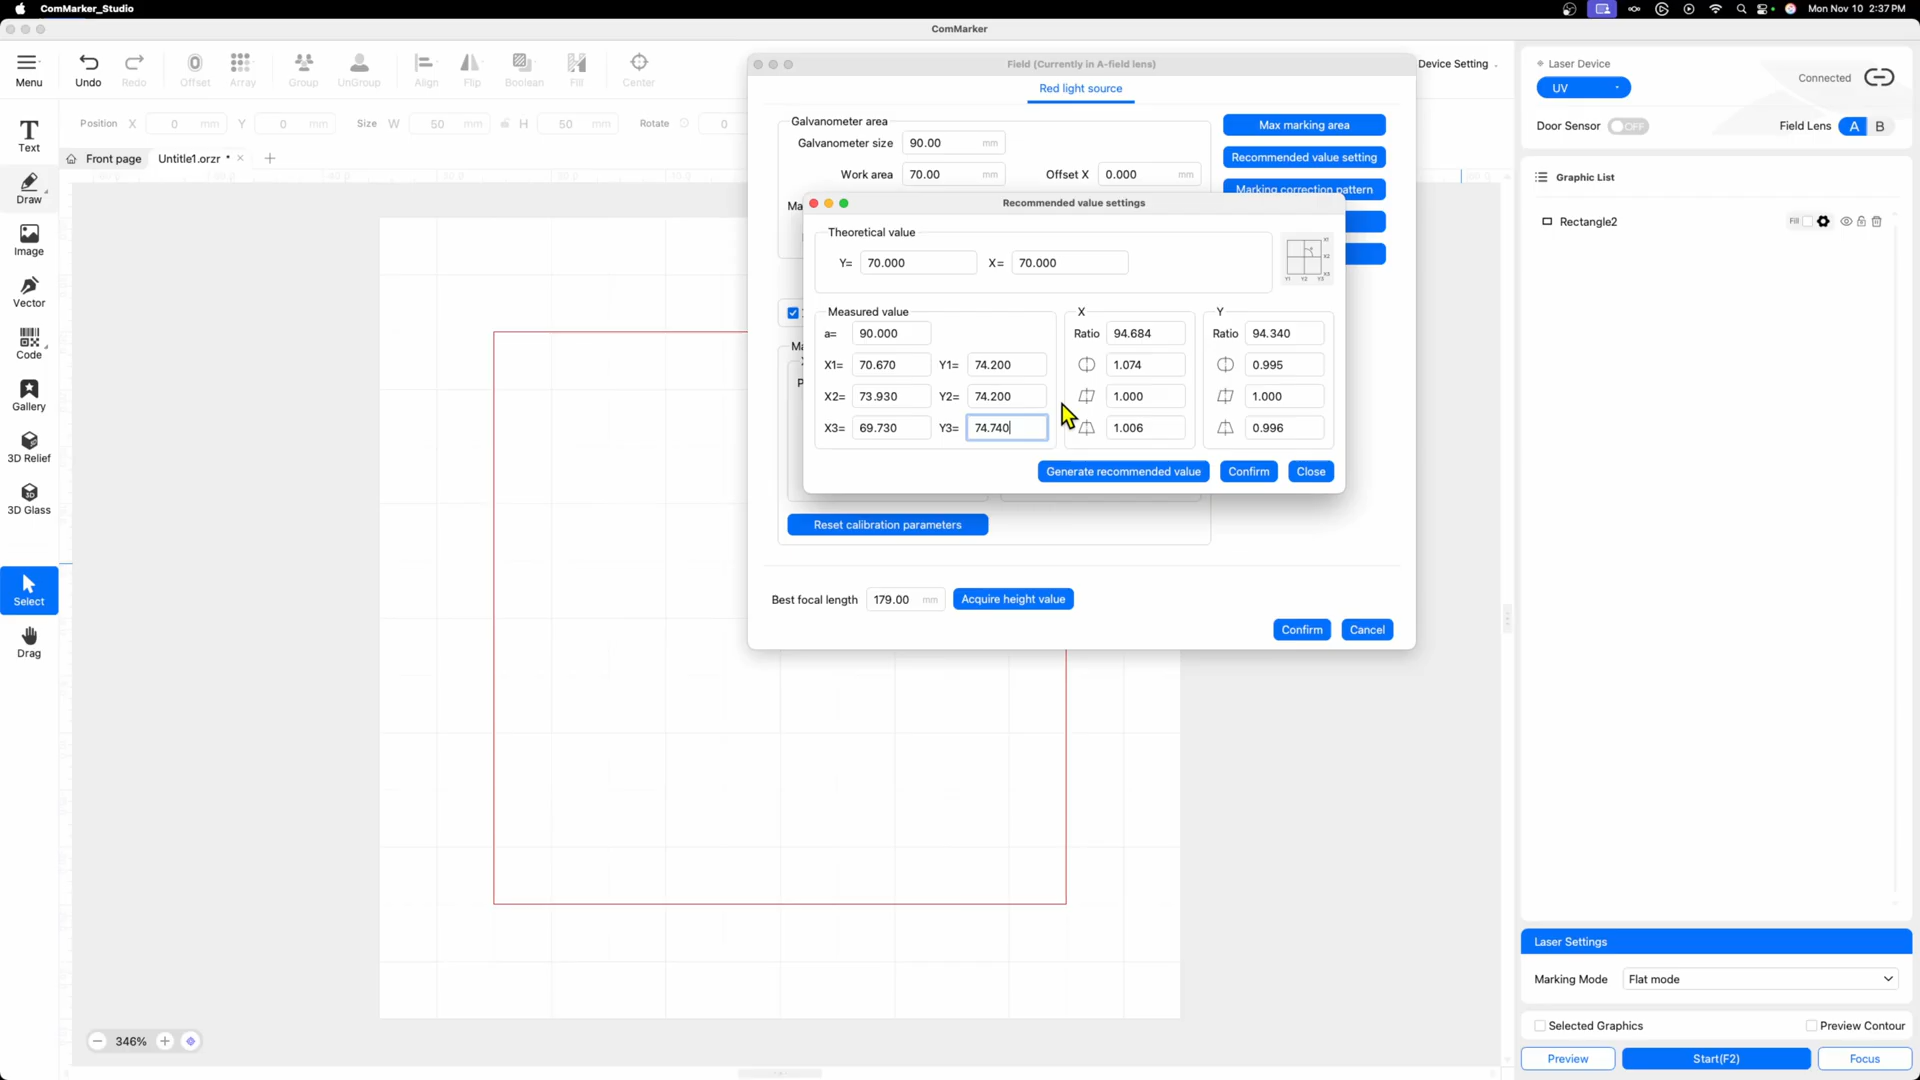 ComMarker_Studio
Mon Nov 10 2:37 PM
ComMarker
Menu
Undo
Redo
Offset
Array
Group
UnGroup
Align
Flip
Boolean
Fill
Center
Device Setting
Position X 0 mm Y 0 mm Size W 50 mm H 50 mm Rotate 0
Front page
Untitle1.orzr *
Text
Draw
Image
Vector
Code
Gallery
3D Relief
3D Glass
Select
Drag
346%
Field (Currently in A-field lens)
Red light source
Galvanometer area
Galvanometer size 90.00 mm
Work area 70.00 mm
Offset X 0.000 mm
Max marking area
Recommended value setting
Marking correction pattern
Recommended value settings
Theoretical value
Y= 70.000 X= 70.000
X1
X2
X3
Y1 Y2 Y3
Measured value
a= 90.000
X1= 70.670 Y1= 74.200
X2= 73.930 Y2= 74.200
X3= 69.730 Y3= 74.740
X
Ratio 94.684
1.074
1.000
1.006
Y
Ratio 94.340
0.995
1.000
0.996
Generate recommended value
Confirm
Close
Reset calibration parameters
Best focal length 179.00 mm
Acquire height value
Confirm
Cancel
Laser Device
UV
Connected
Door Sensor OFF
Field Lens A B
Graphic List
Rectangle2
Fill
Laser Settings
Marking Mode Flat mode
Selected Graphics
Preview Contour
Preview
Start(F2)
Focus